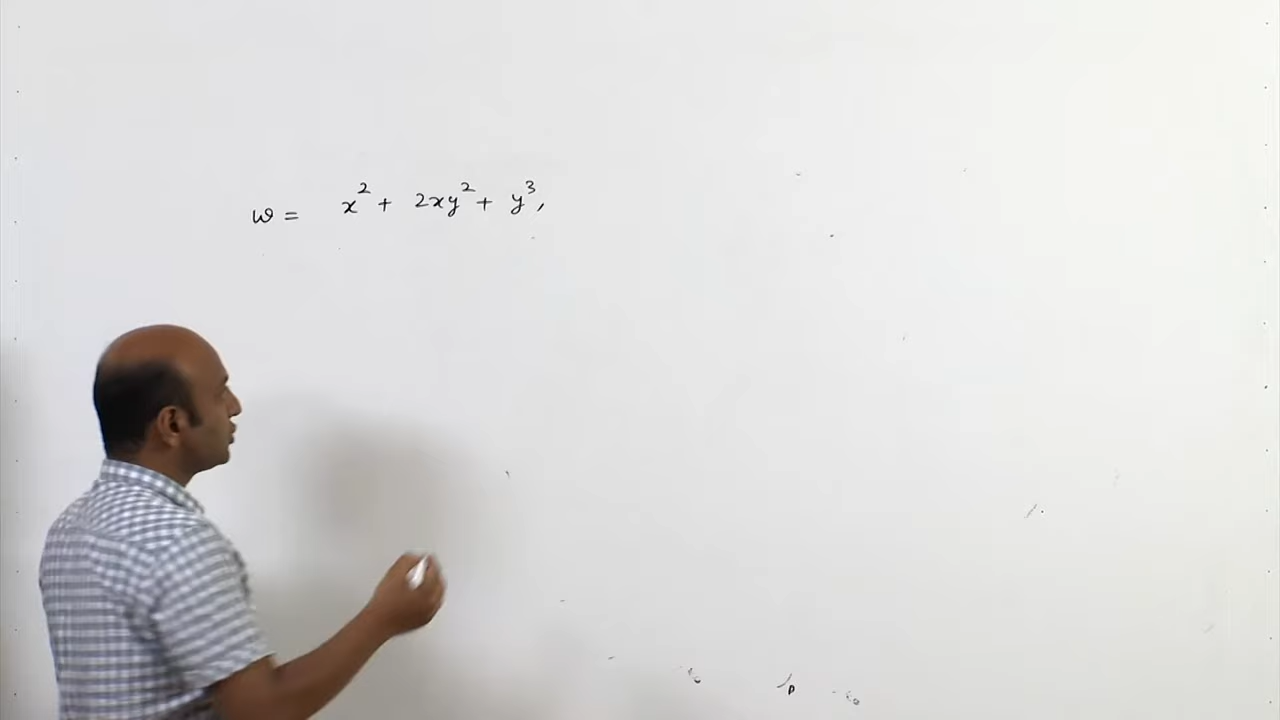 w = x² + 2xy² + y³,